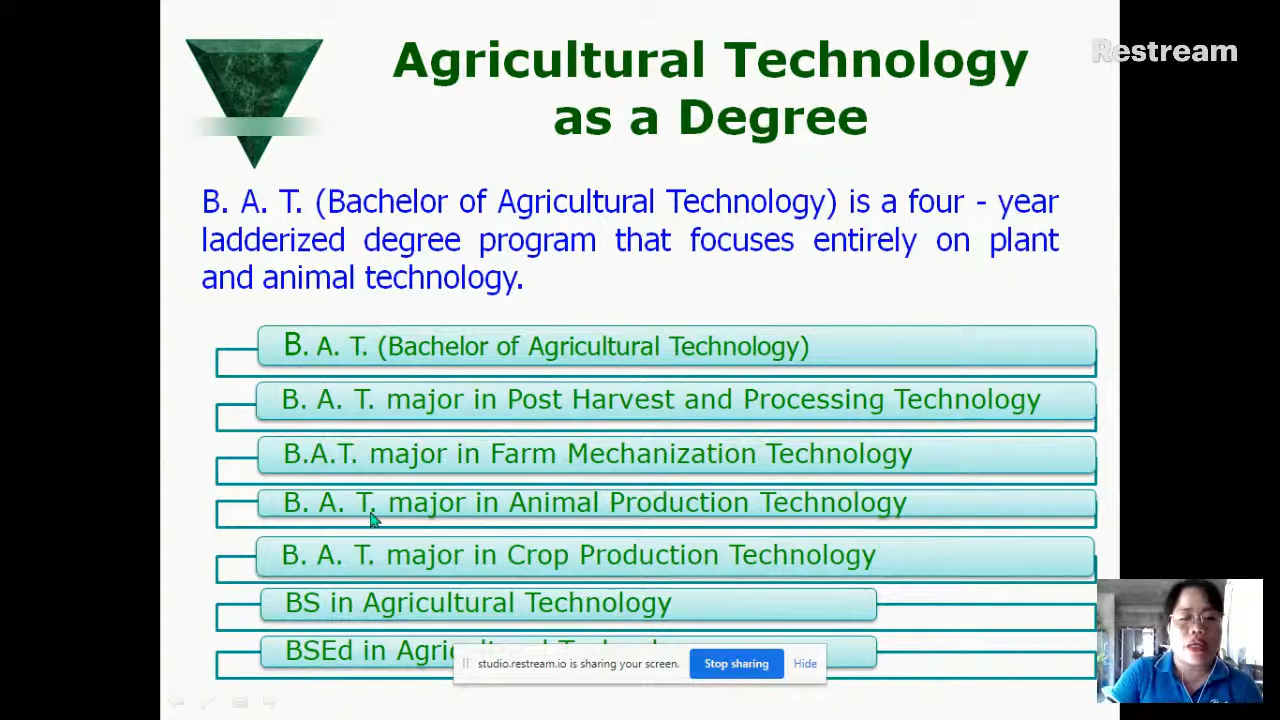 Agricultural Technology
as a Degree
Restream
B. A. T. (Bachelor of Agricultural Technology) is a four - year
ladderized degree program that focuses entirely on plant
and animal technology.
B. A. T. (Bachelor of Agricultural Technology)
B. A. T. major in Post Harvest and Processing Technology
B.A.T. major in Farm Mechanization Technology
B. A. T. major in Animal Production Technology
B. A. T. major in Crop Production Technology
BS in Agricultural Technology
BSEd in
studio.restream.io is sharing your screen. Stop sharing Hide